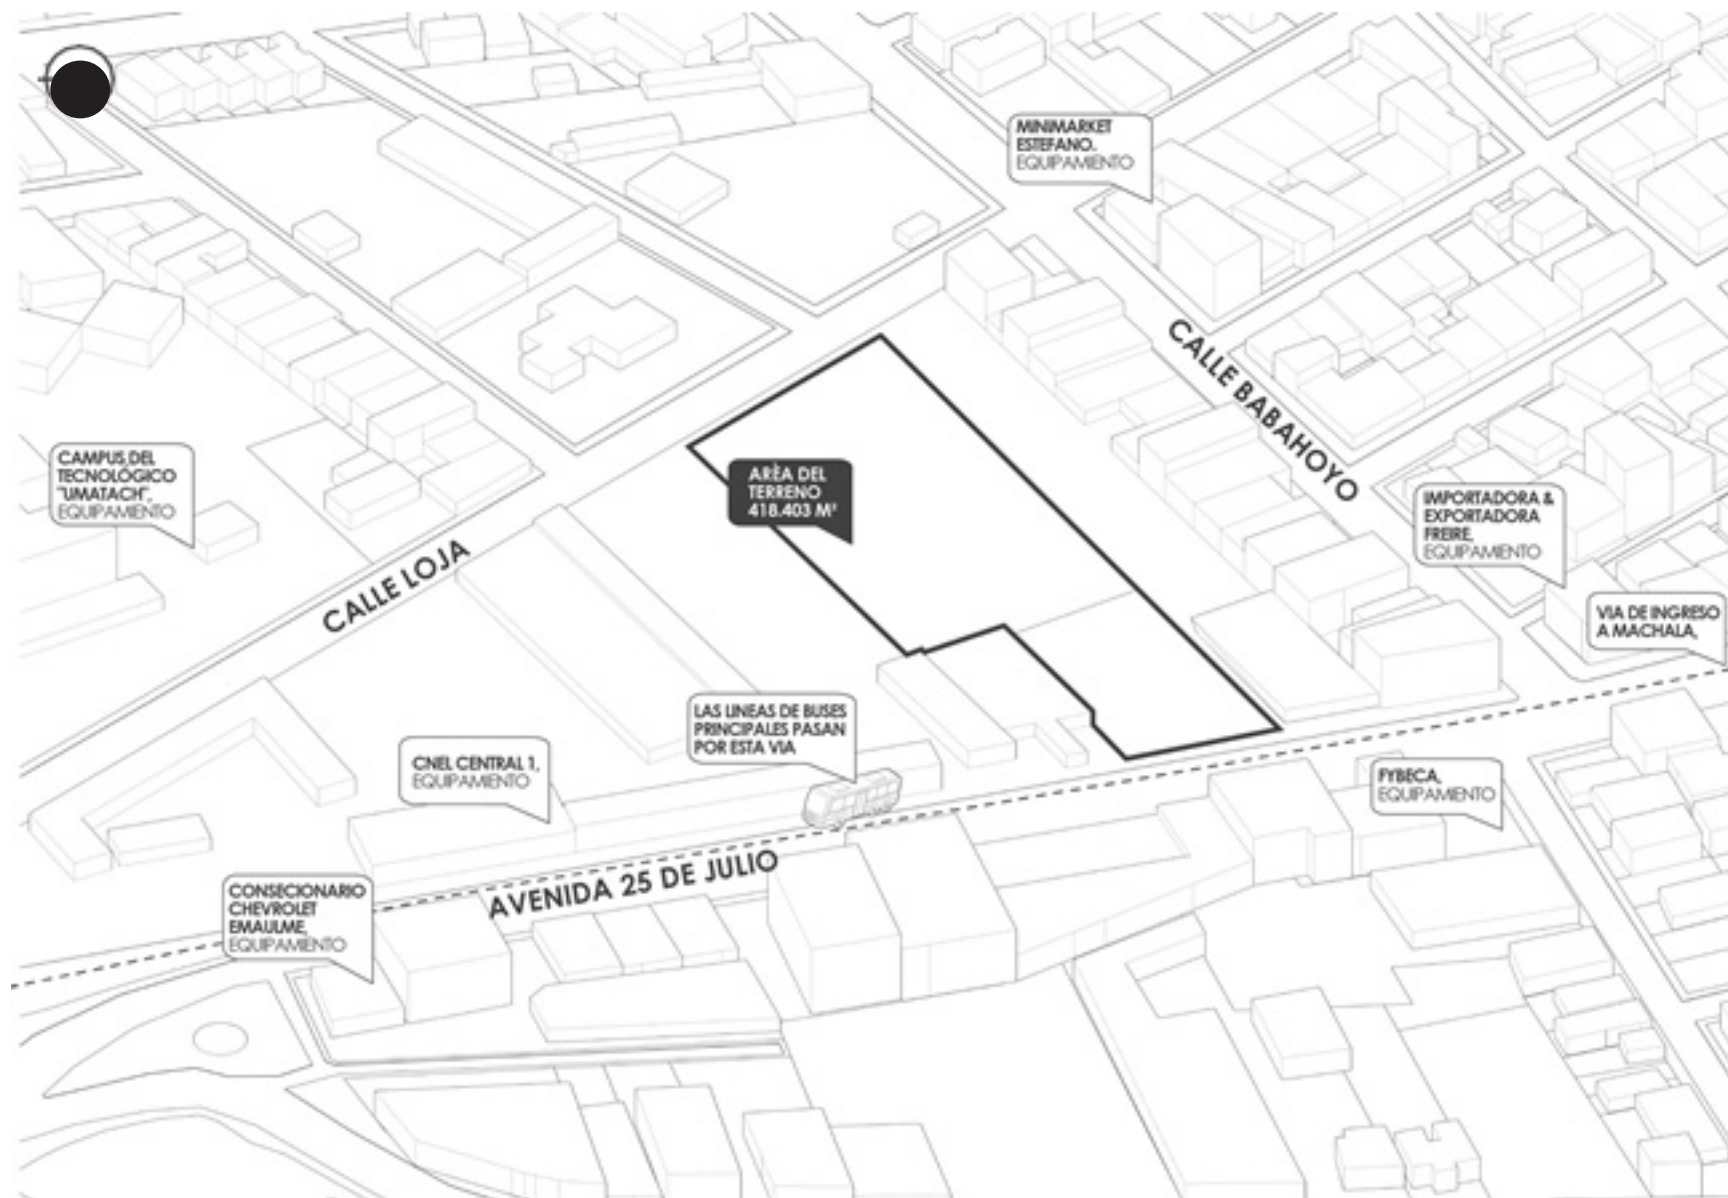 MINIMARKET
ESTEFANO.
EQUIPAMIENTO
CALLE BABAHOYO
CAMPUS DEL
TECNOLÓGICO
"UMATACH",
EQUIPAMIENTO
ARÈA DEL
TERRENO
418.403 M²
IMPORTADORA &
EXPORTADORA
FREIRE,
EQUIPAMIENTO
CALLE LOJA
VIA DE INGRESO
A MACHALA,
LAS LINEAS DE BUSES
PRINCIPALES PASAN
POR ESTA VIA
CNEL CENTRAL 1,
EQUIPAMIENTO
FYBECA,
EQUIPAMIENTO
AVENIDA 25 DE JULIO
CONSECIONARIO
CHEVROLET
EMAULME,
EQUIPAMIENTO